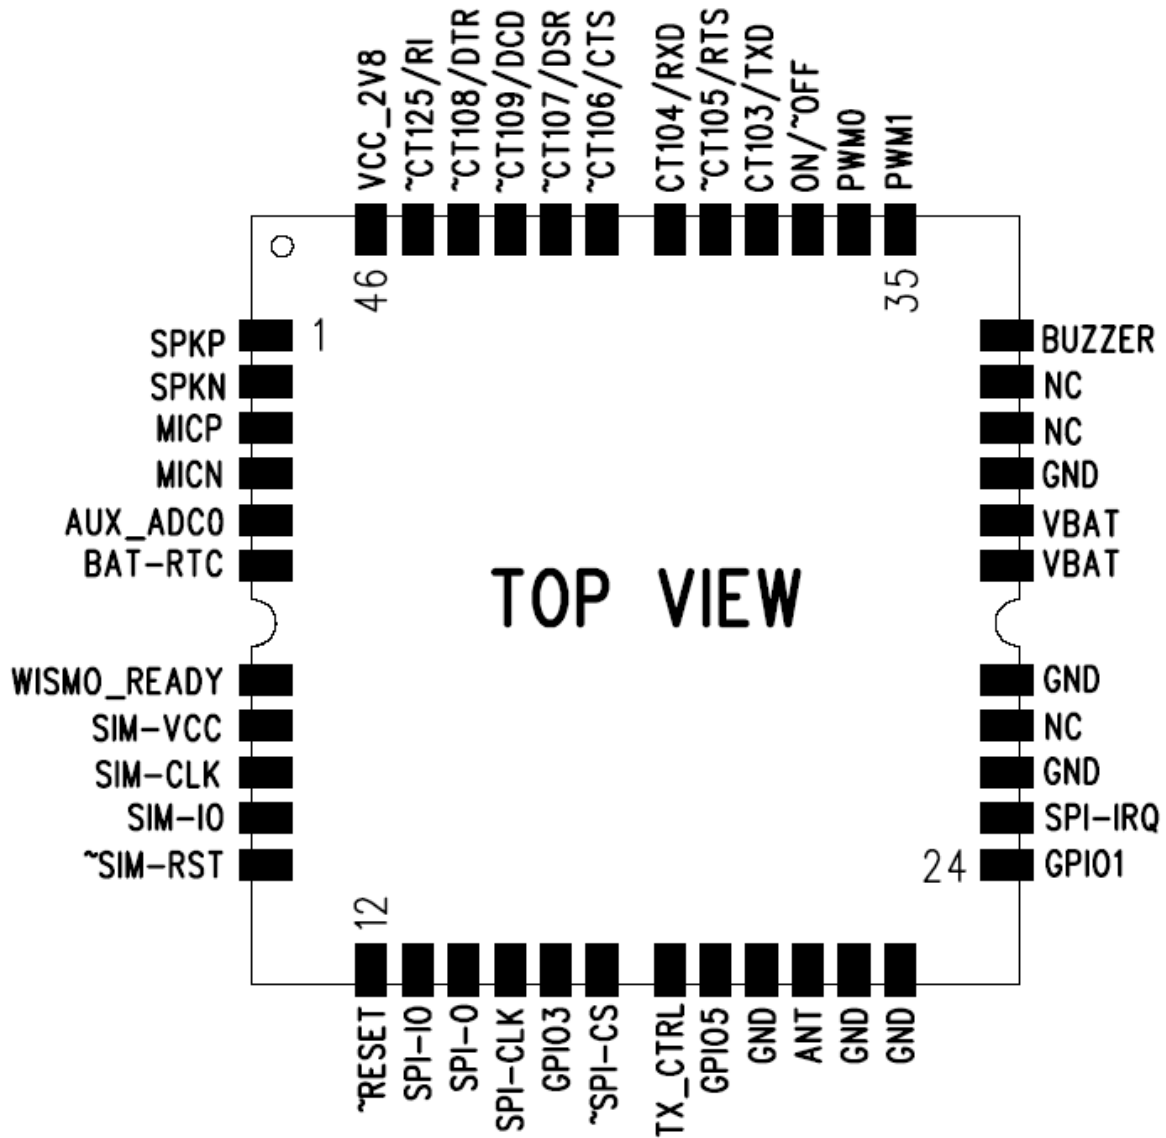 VCC_2V8
~CT125/RI
~CT108/DTR
~CT109/DCD
~CT107/DSR
~CT106/CTS
CT104/RXD
~CT105/RTS
CT103/TXD
ON/~OFF
PWM0
PWM1
46
35
SPKP
1
SPKN
MICP
MICN
AUX_ADC0
BAT-RTC
WISMO_READY
SIM-VCC
SIM-CLK
SIM-IO
~SIM-RST
TOP VIEW
BUZZER
NC
NC
GND
VBAT
VBAT
GND
NC
GND
SPI-IRQ
24
GPIO1
12
~RESET
SPI-IO
SPI-O
SPI-CLK
GPIO3
~SPI-CS
TX_CTRL
GPIO5
GND
ANT
GND
GND